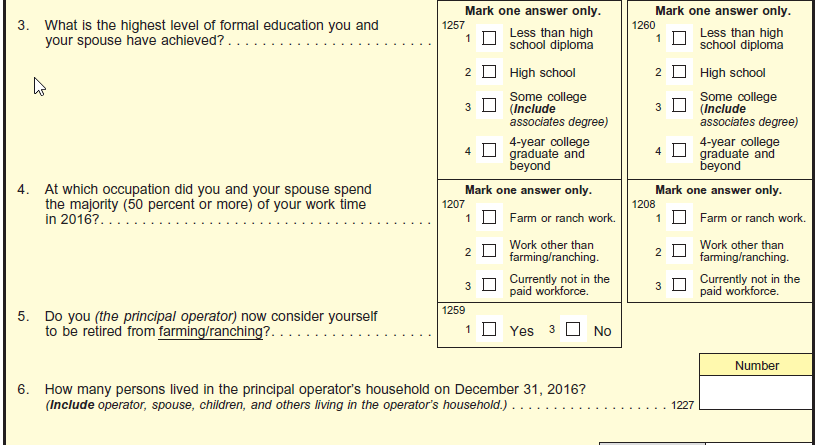 Mark one answer only. Mark one answer only.
3. What is the highest level of formal education you and
your spouse have achieved? . . . . . . . . . . . . . . . . . . . . . . . .
1257
1 Less than high
school diploma
2 High school
3 Some college
(Include
associates degree)
4 4-year college
graduate and
beyond
1260
1 Less than high
school diploma
2 High school
3 Some college
(Include
associates degree)
4 4-year college
graduate and
beyond
4. At which occupation did you and your spouse spend
the majority (50 percent or more) of your work time
in 2016?. . . . . . . . . . . . . . . . . . . . . . . . . . . . . . . . . . . . . . .
Mark one answer only.
1207
1 Farm or ranch work.
2 Work other than
farming/ranching.
3 Currently not in the
paid workforce.
Mark one answer only.
1208
1 Farm or ranch work.
2 Work other than
farming/ranching.
3 Currently not in the
paid workforce.
5. Do you (the principal operator) now consider yourself
to be retired from farming/ranching?. . . . . . . . . . . . . . . . . . .
1259
1 Yes 3 No
Number
6. How many persons lived in the principal operator's household on December 31, 2016?
(Include operator, spouse, children, and others living in the operator's household.) . . . . . . . . . . . . . . . . . . . 1227